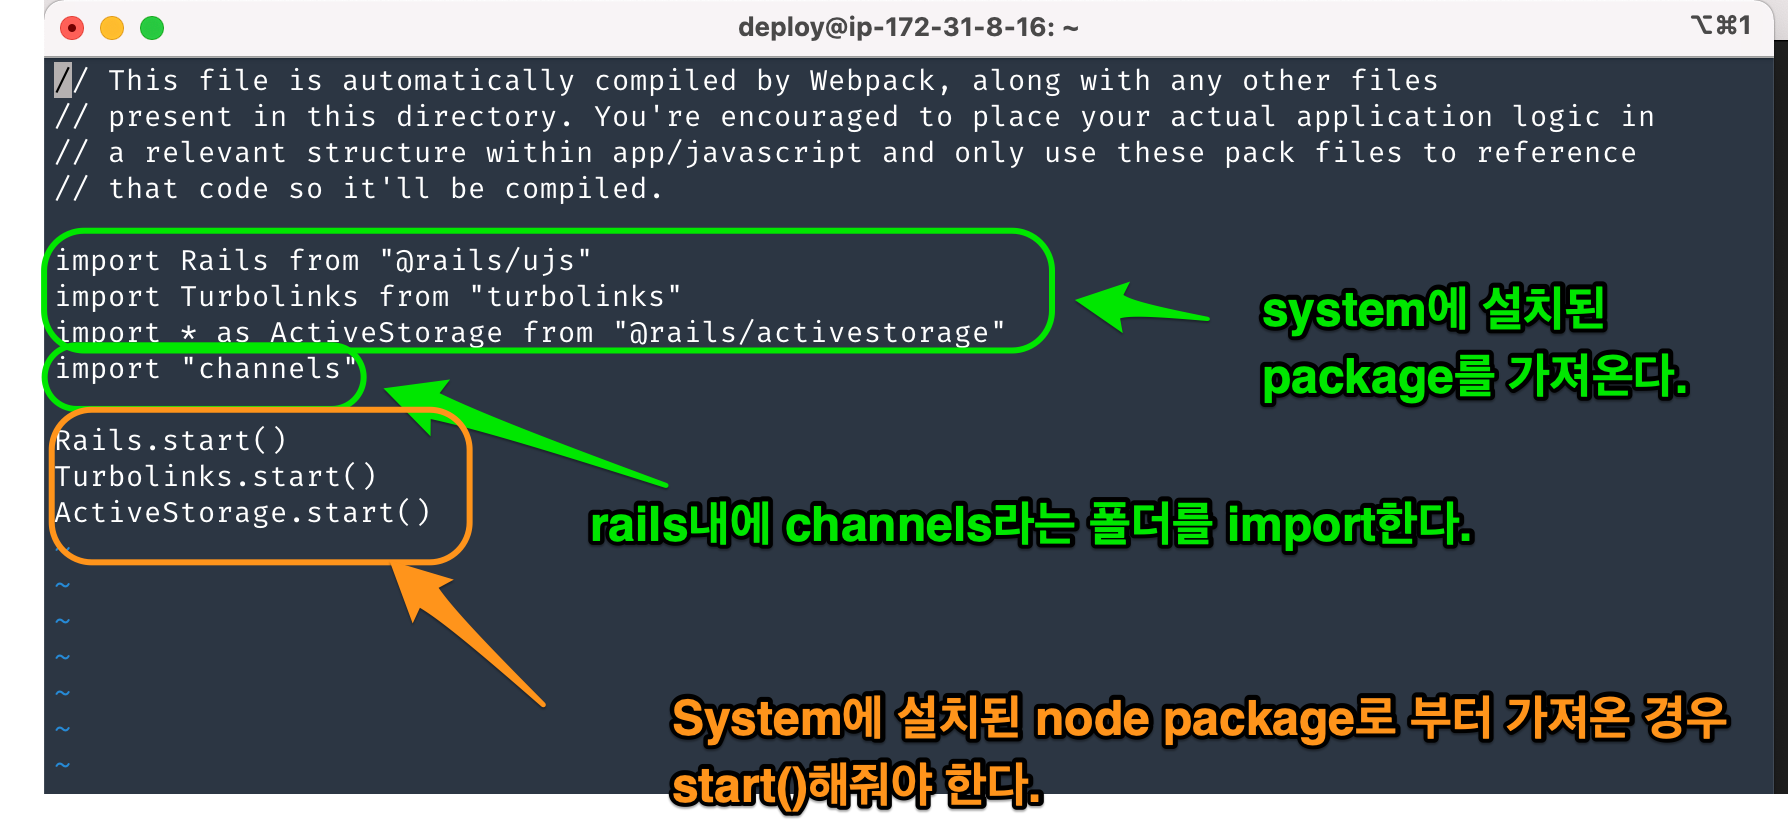 deploy@ip-172-31-8-16: ~
⌥⌘1
// This file is automatically compiled by Webpack, along with any other files
// present in this directory. You're encouraged to place your actual application logic in
// a relevant structure within app/javascript and only use these pack files to reference
// that code so it'll be compiled.
import Rails from "@rails/ujs"
import Turbolinks from "turbolinks"
import * as ActiveStorage from "@rails/activestorage"
import "channels"
system에 설치된
package를 가져온다.
Rails.start()
Turbolinks.start()
ActiveStorage.start()
rails내에 channels라는 폴더를 import한다.
~
~
~
~
~
~
~
System에 설치된 node package로 부터 가져온 경우
start()해줘야 한다.